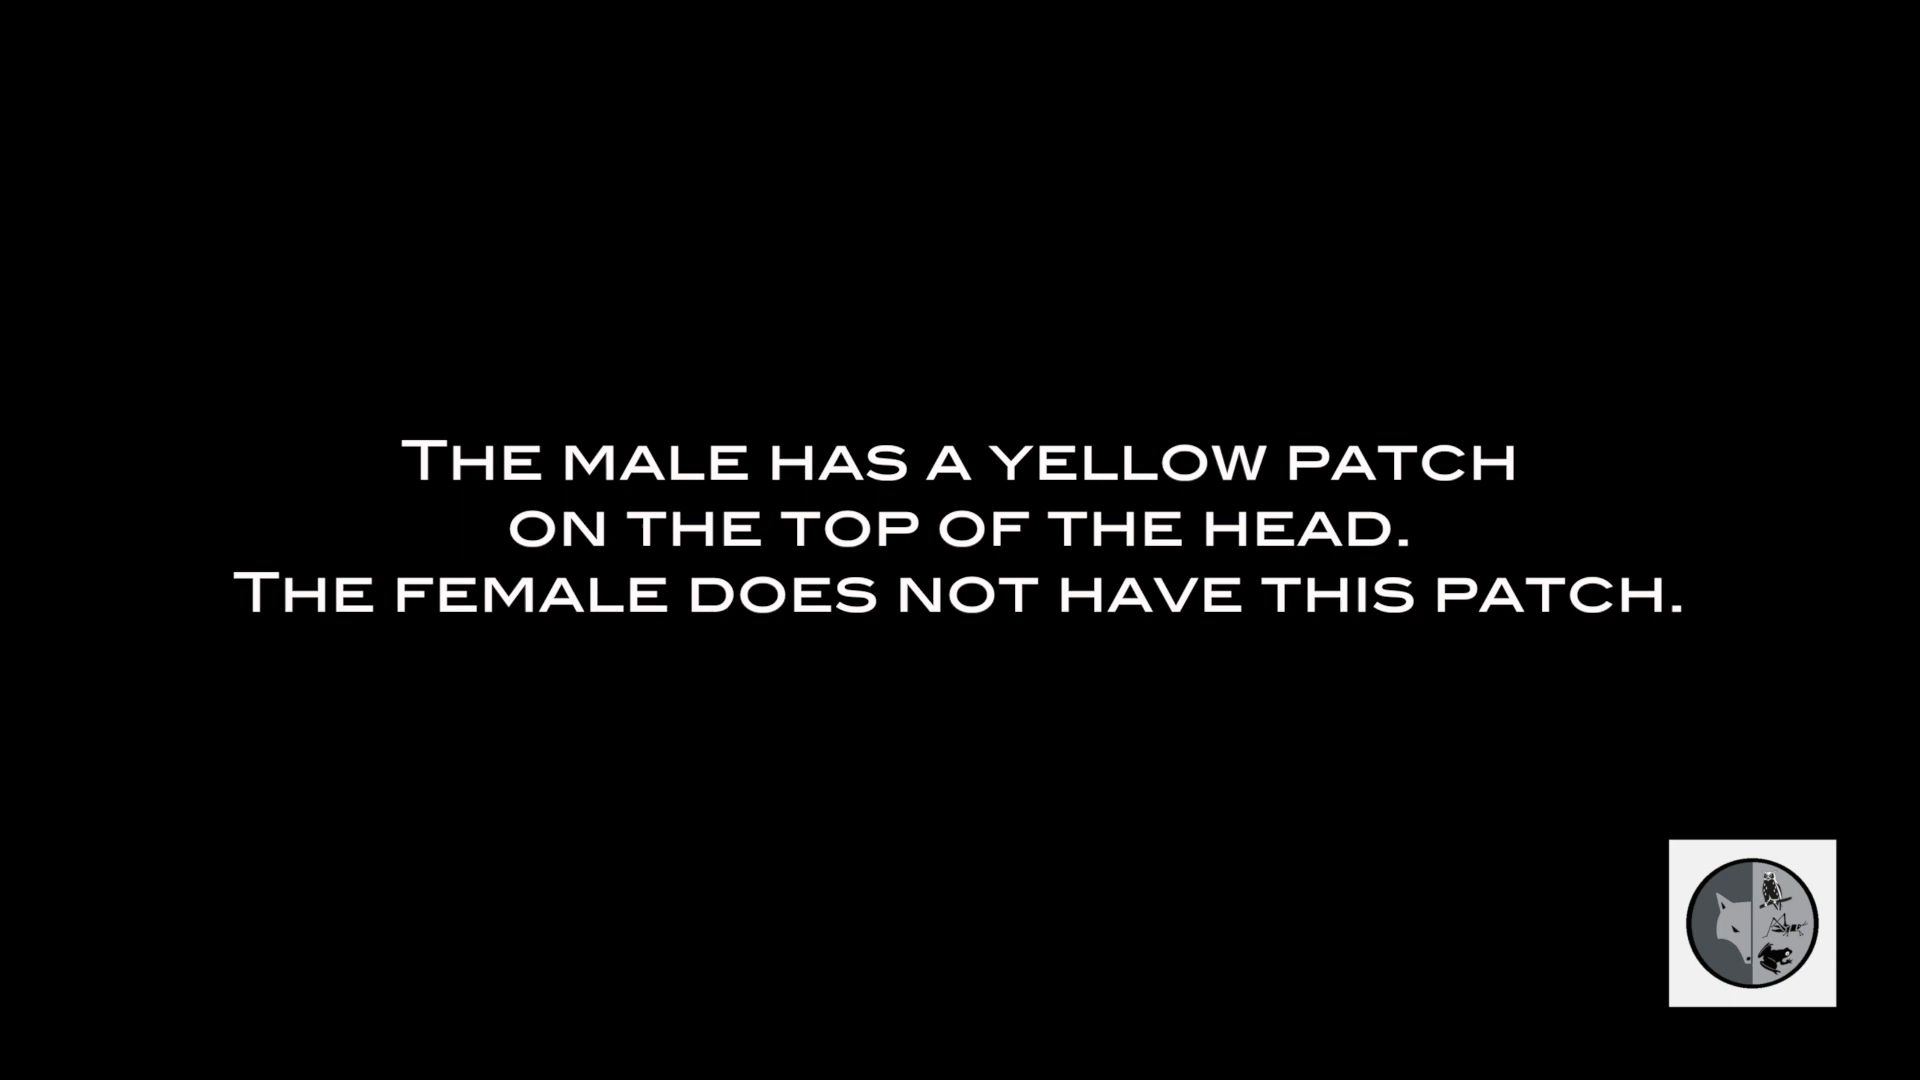 The male has a yellow patch
on the top of the head.
The female does not have this patch.